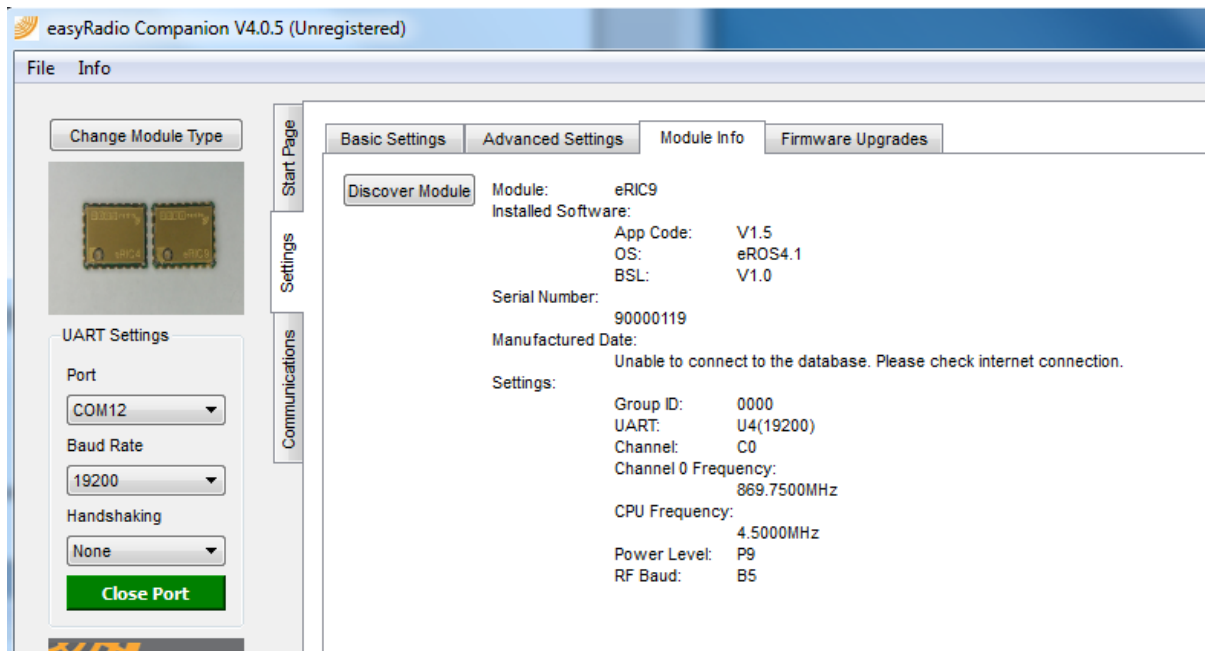 easyRadio Companion V4.0.5 (Unregistered)
File Info
Change Module Type
eRIC4 eRIC9
UART Settings
Port
COM12
Baud Rate
19200
Handshaking
None
Close Port
Start Page
Settings
Communications
Basic Settings Advanced Settings Module Info Firmware Upgrades
Discover Module
Module: eRIC9
Installed Software:
App Code: V1.5
OS: eROS4.1
BSL: V1.0
Serial Number:
90000119
Manufactured Date:
Unable to connect to the database. Please check internet connection.
Settings:
Group ID: 0000
UART: U4(19200)
Channel: C0
Channel 0 Frequency:
869.7500MHz
CPU Frequency:
4.5000MHz
Power Level: P9
RF Baud: B5